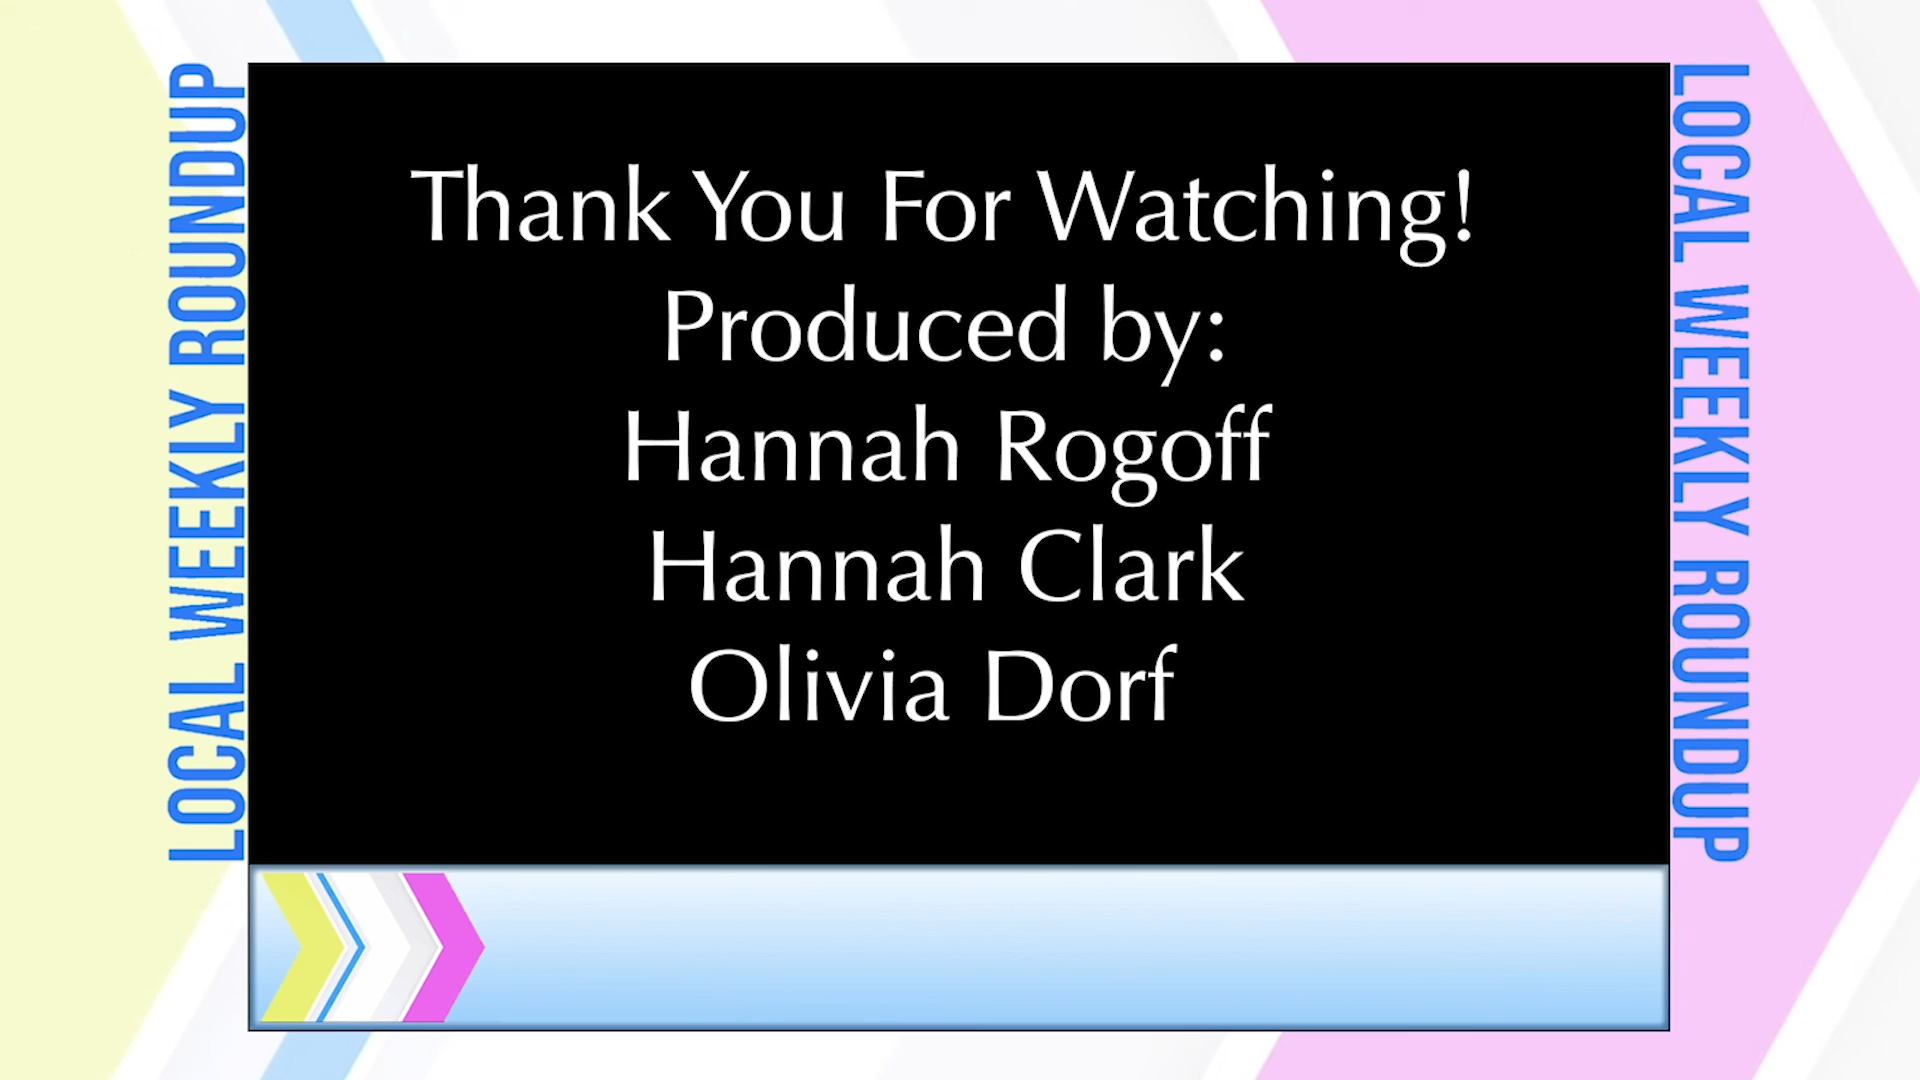 LOCAL WEEKLY ROUNDUP
Thank You For Watching!
Produced by:
Hannah Rogoff
Hannah Clark
Olivia Dorf
LOCAL WEEKLY ROUNDUP